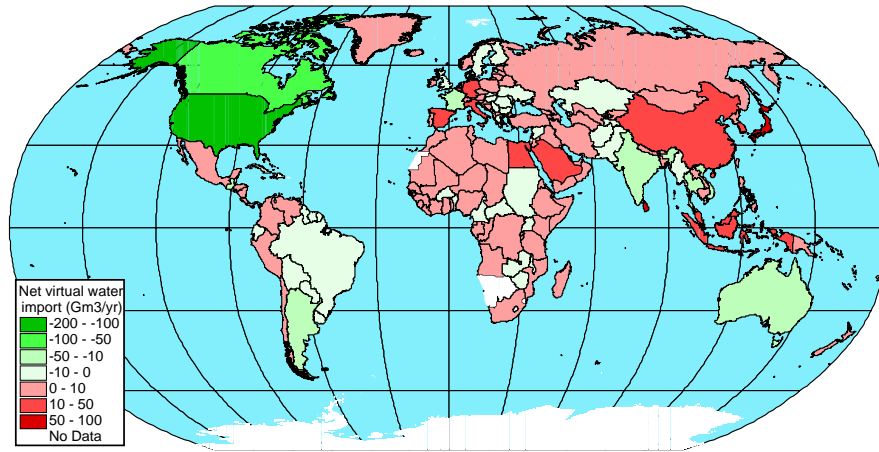 Net virtual water
import (Gm3/yr)
-200 - -100
-100 - -50
-50 - -10
-10 - 0
0 - 10
10 - 50
50 - 100
No Data